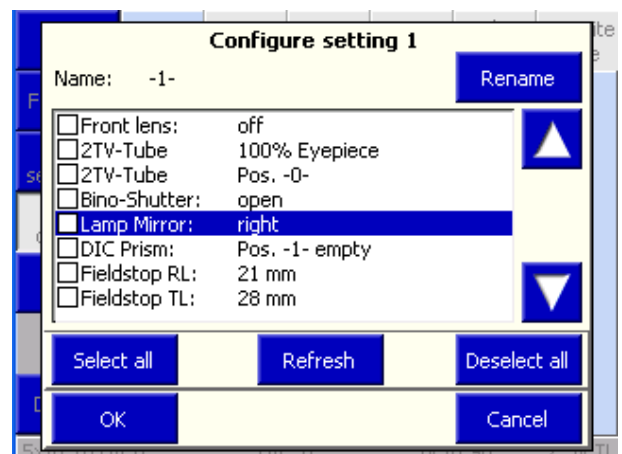 Configure setting 1
Name: -1-
Rename
Front lens: off
2TV-Tube 100% Eyepiece
2TV-Tube Pos. -0-
Bino-Shutter: open
Lamp Mirror: right
DIC Prism: Pos. -1- empty
Fieldstop RL: 21 mm
Fieldstop TL: 28 mm
Select all Refresh Deselect all
OK Cancel